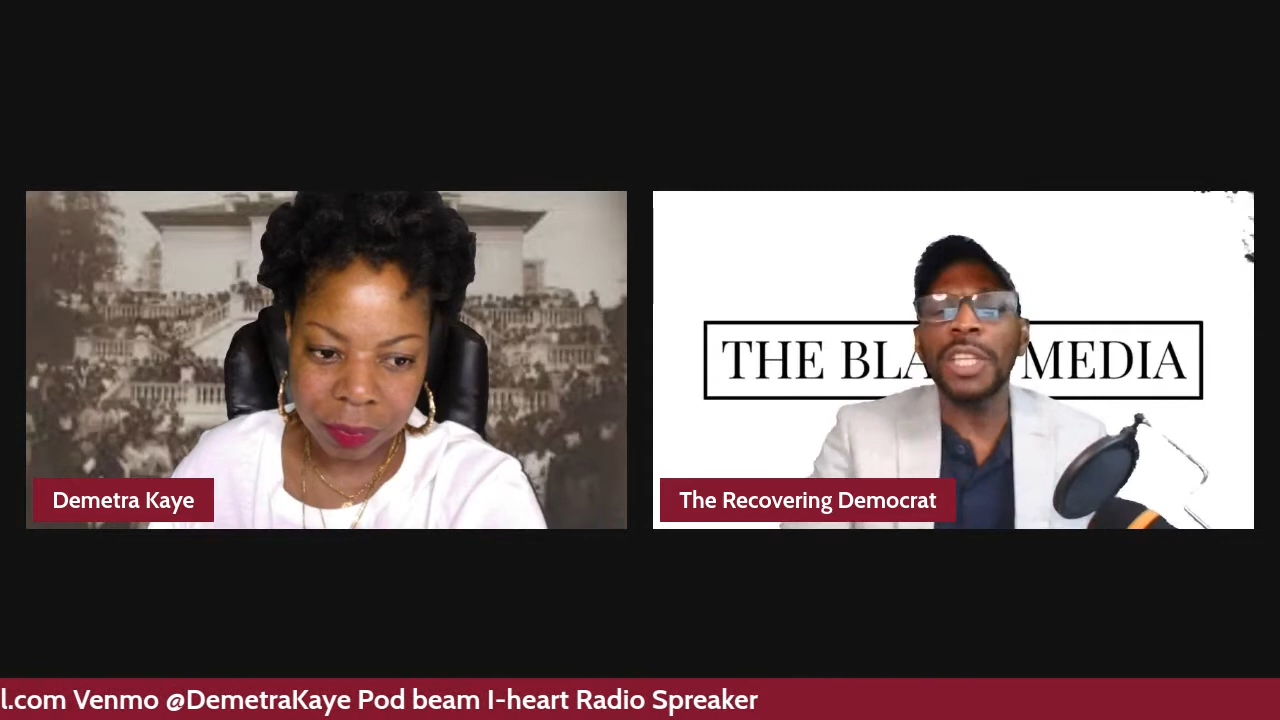 THE BLA MEDIA
Demetra Kaye
The Recovering Democrat
l.com Venmo @DemetraKaye Pod beam I-heart Radio Spreaker